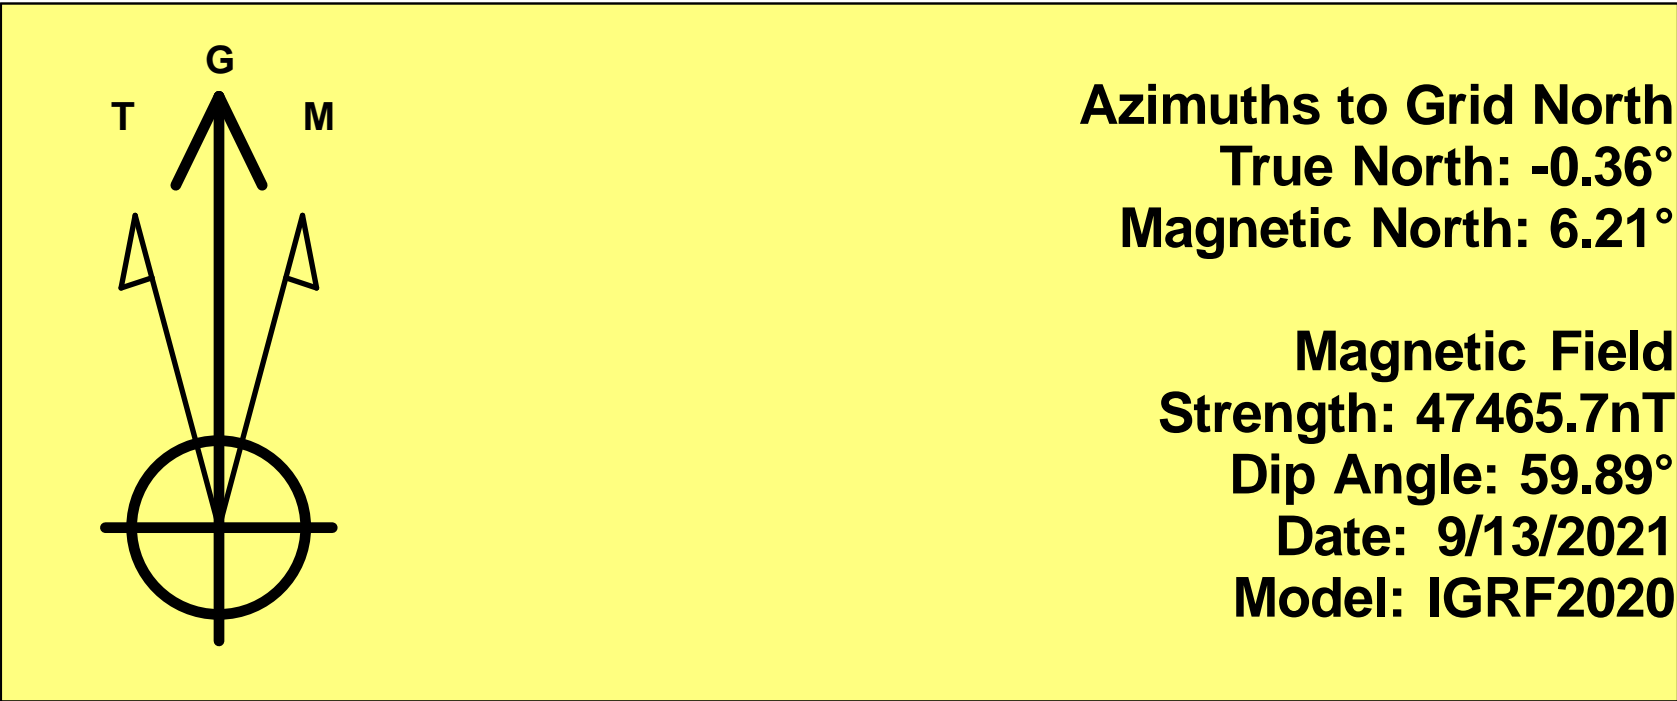 G
T M
Azimuths to Grid North
True North: -0.36°
Magnetic North: 6.21°
Magnetic Field
Strength: 47465.7nT
Dip Angle: 59.89°
Date: 9/13/2021
Model: IGRF2020